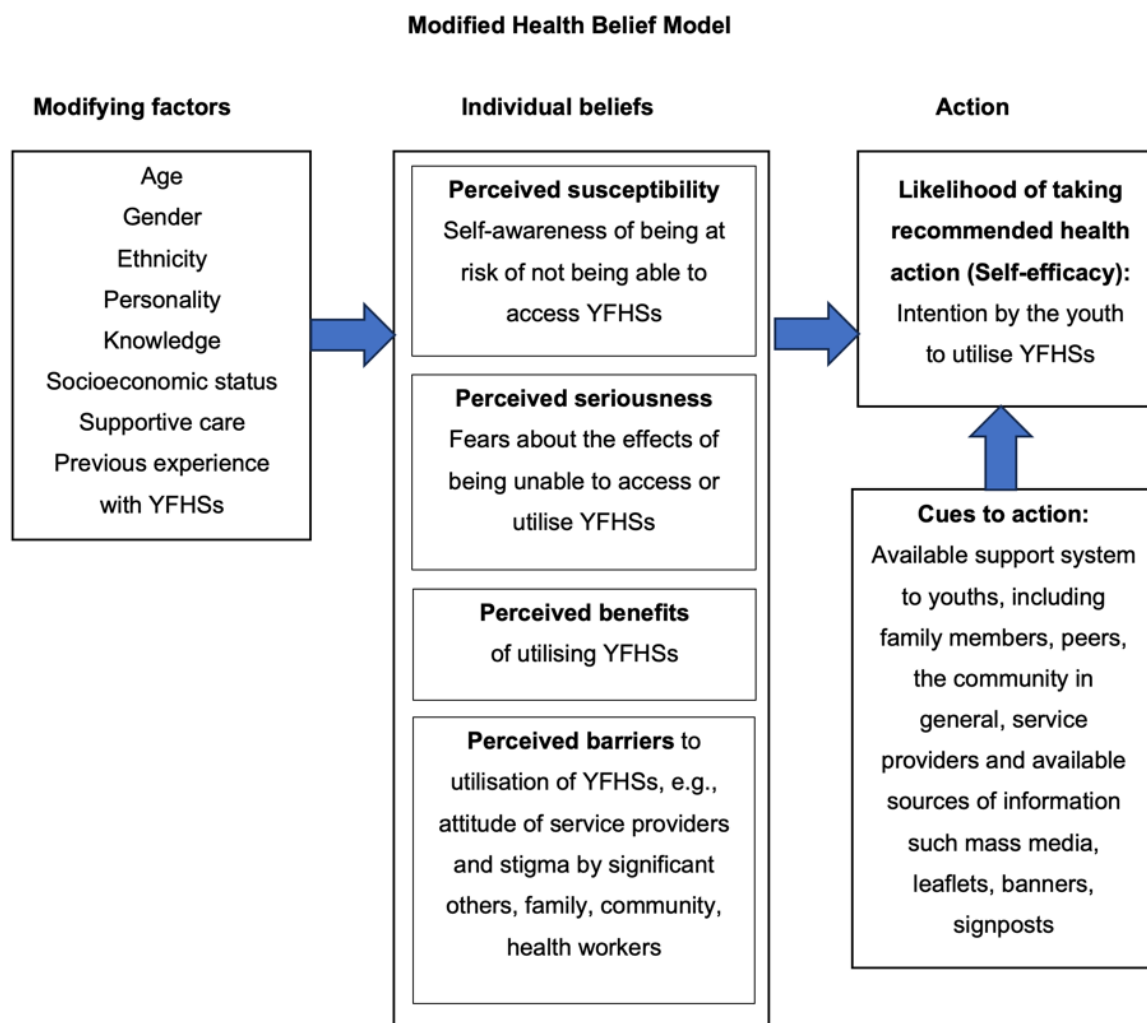 Modified Health Belief Model
Modifying factors
Individual beliefs
Action
Age
Gender
Ethnicity
Personality
Knowledge
Socioeconomic status
Supportive care
Previous experience
with YFHSs
Perceived susceptibility
Self-awareness of being at
risk of not being able to
access YFHSs
Perceived seriousness
Fears about the effects of
being unable to access or
utilise YFHSs
Perceived benefits
of utilising YFHSs
Perceived barriers to
utilisation of YFHSs, e.g.,
attitude of service providers
and stigma by significant
others, family, community,
health workers
Likelihood of taking
recommended health
action (Self-efficacy):
Intention by the youth
to utilise YFHSs
Cues to action:
Available support system
to youths, including
family members, peers,
the community in
general, service
providers and available
sources of information
such mass media,
leaflets, banners,
signposts